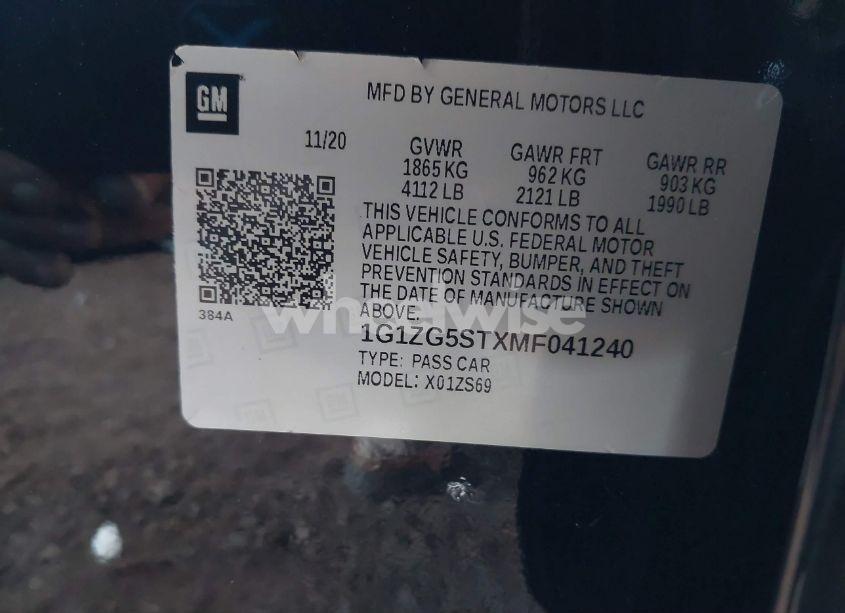 GM
MFD BY GENERAL MOTORS LLC
11/20
GVWR
1865 KG
4112 LB
GAWR FRT
962 KG
2121 LB
GAWR RR
903 KG
1990 LB
THIS VEHICLE CONFORMS TO ALL
APPLICABLE U.S. FEDERAL MOTOR
VEHICLE SAFETY, BUMPER, AND THEFT
PREVENTION STANDARDS IN EFFECT ON
THE DATE OF MANUFACTURE SHOWN
ABOVE.
384A
wheelwise
1G1ZG5STXMF041240
TYPE: PASS CAR
MODEL: X01ZS69